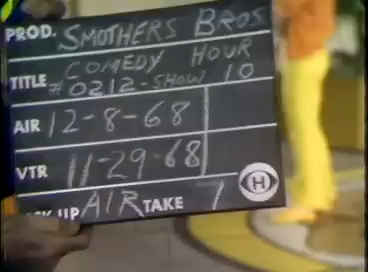 PROD. SMOTHERS BROS
COMEDY HOUR
TITLE #0212-SHOW 10
AIR 12-8-68
VTR 11-29-68
UP AIR TAKE 7
H